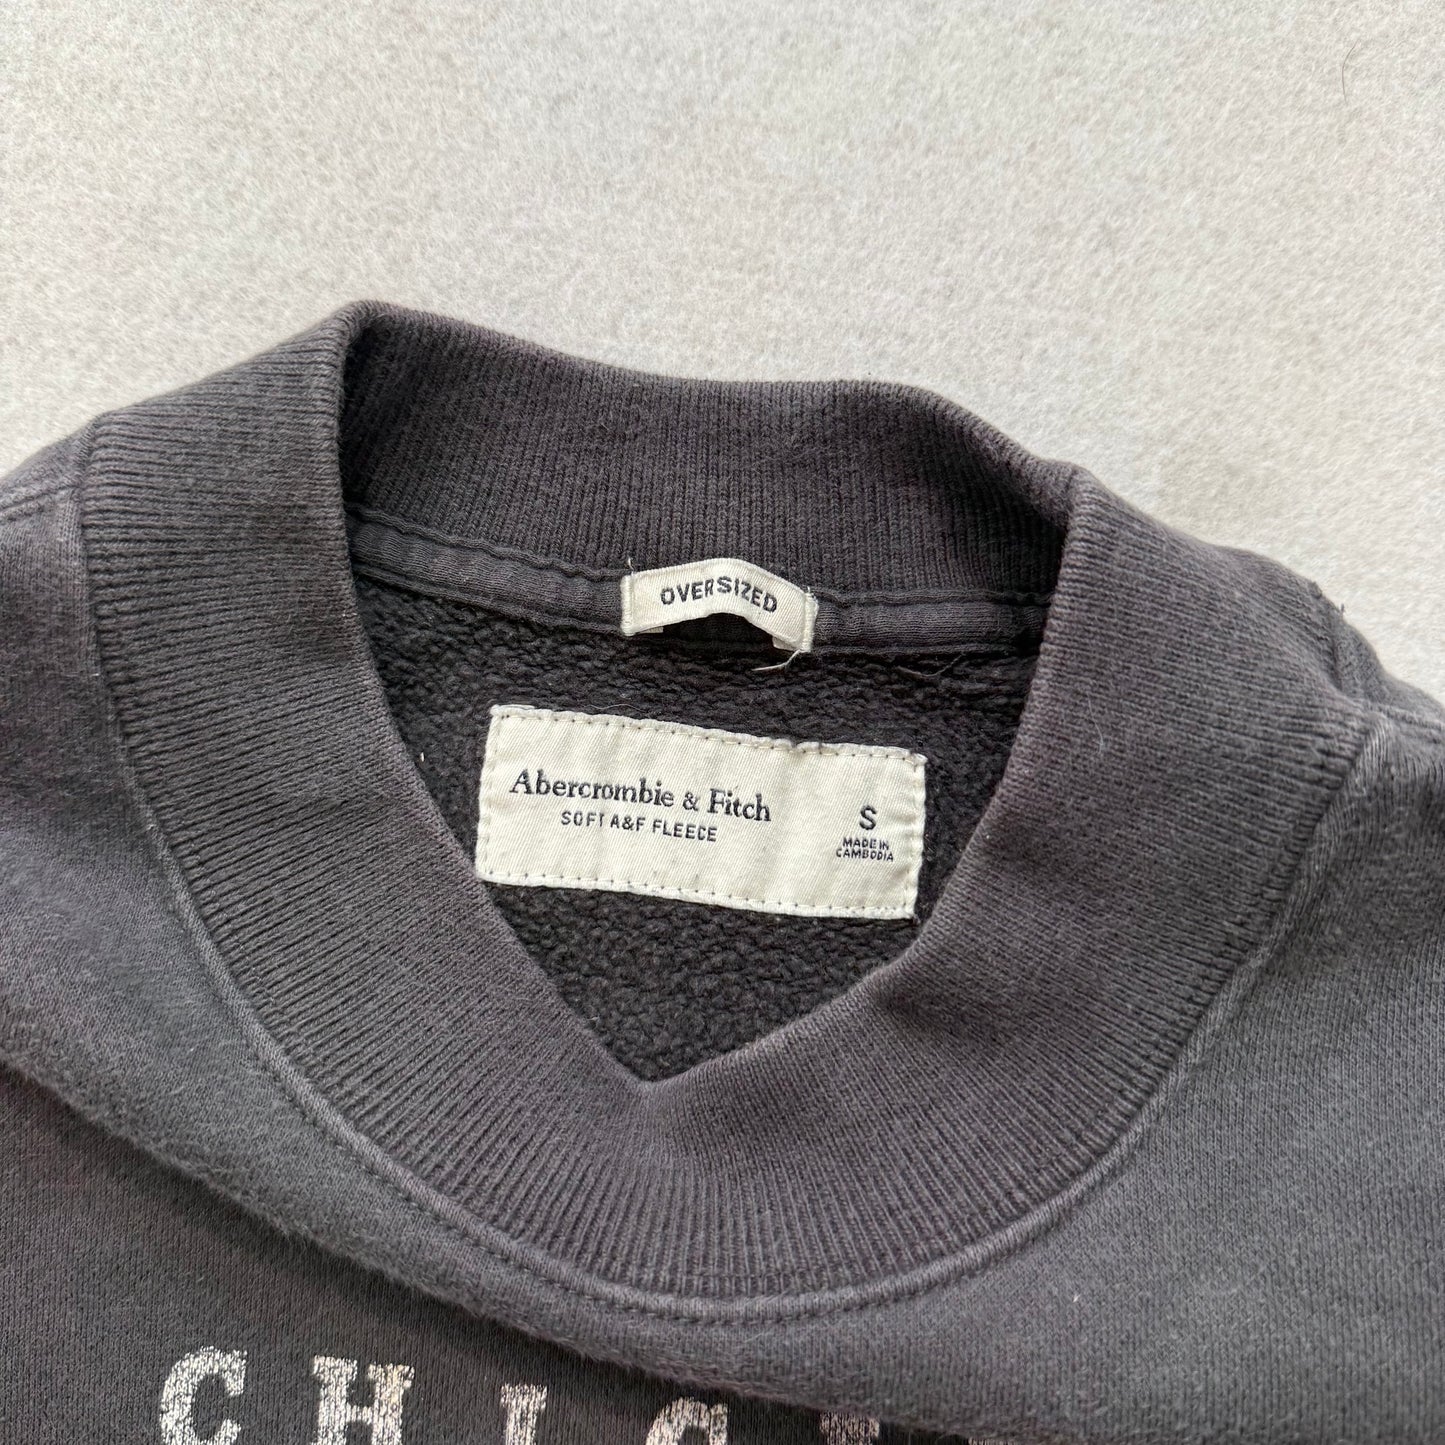 OVERSIZED
Abercrombie & Fitch
SOFT A&F FLEECE
S
MADE IN
CAMBODIA